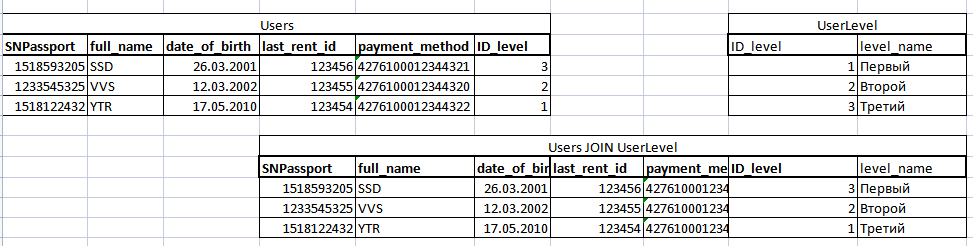 Users UserLevel
SNPassport full_name date_of_birth last_rent_id payment_method ID_level ID_level level_name
1518593205 SSD 26.03.2001 123456 4276100012344321 3 1 Первый
1233545325 VVS 12.03.2002 123455 4276100012344320 2 2 Второй
1518122432 YTR 17.05.2010 123454 4276100012344322 1 3 Третий
Users JOIN UserLevel
SNPassport full_name date_of_bir last_rent_id payment_me ID_level level_name
1518593205 SSD 26.03.2001 123456 427610001234 3 Первый
1233545325 VVS 12.03.2002 123455 427610001234 2 Второй
1518122432 YTR 17.05.2010 123454 427610001234 1 Третий